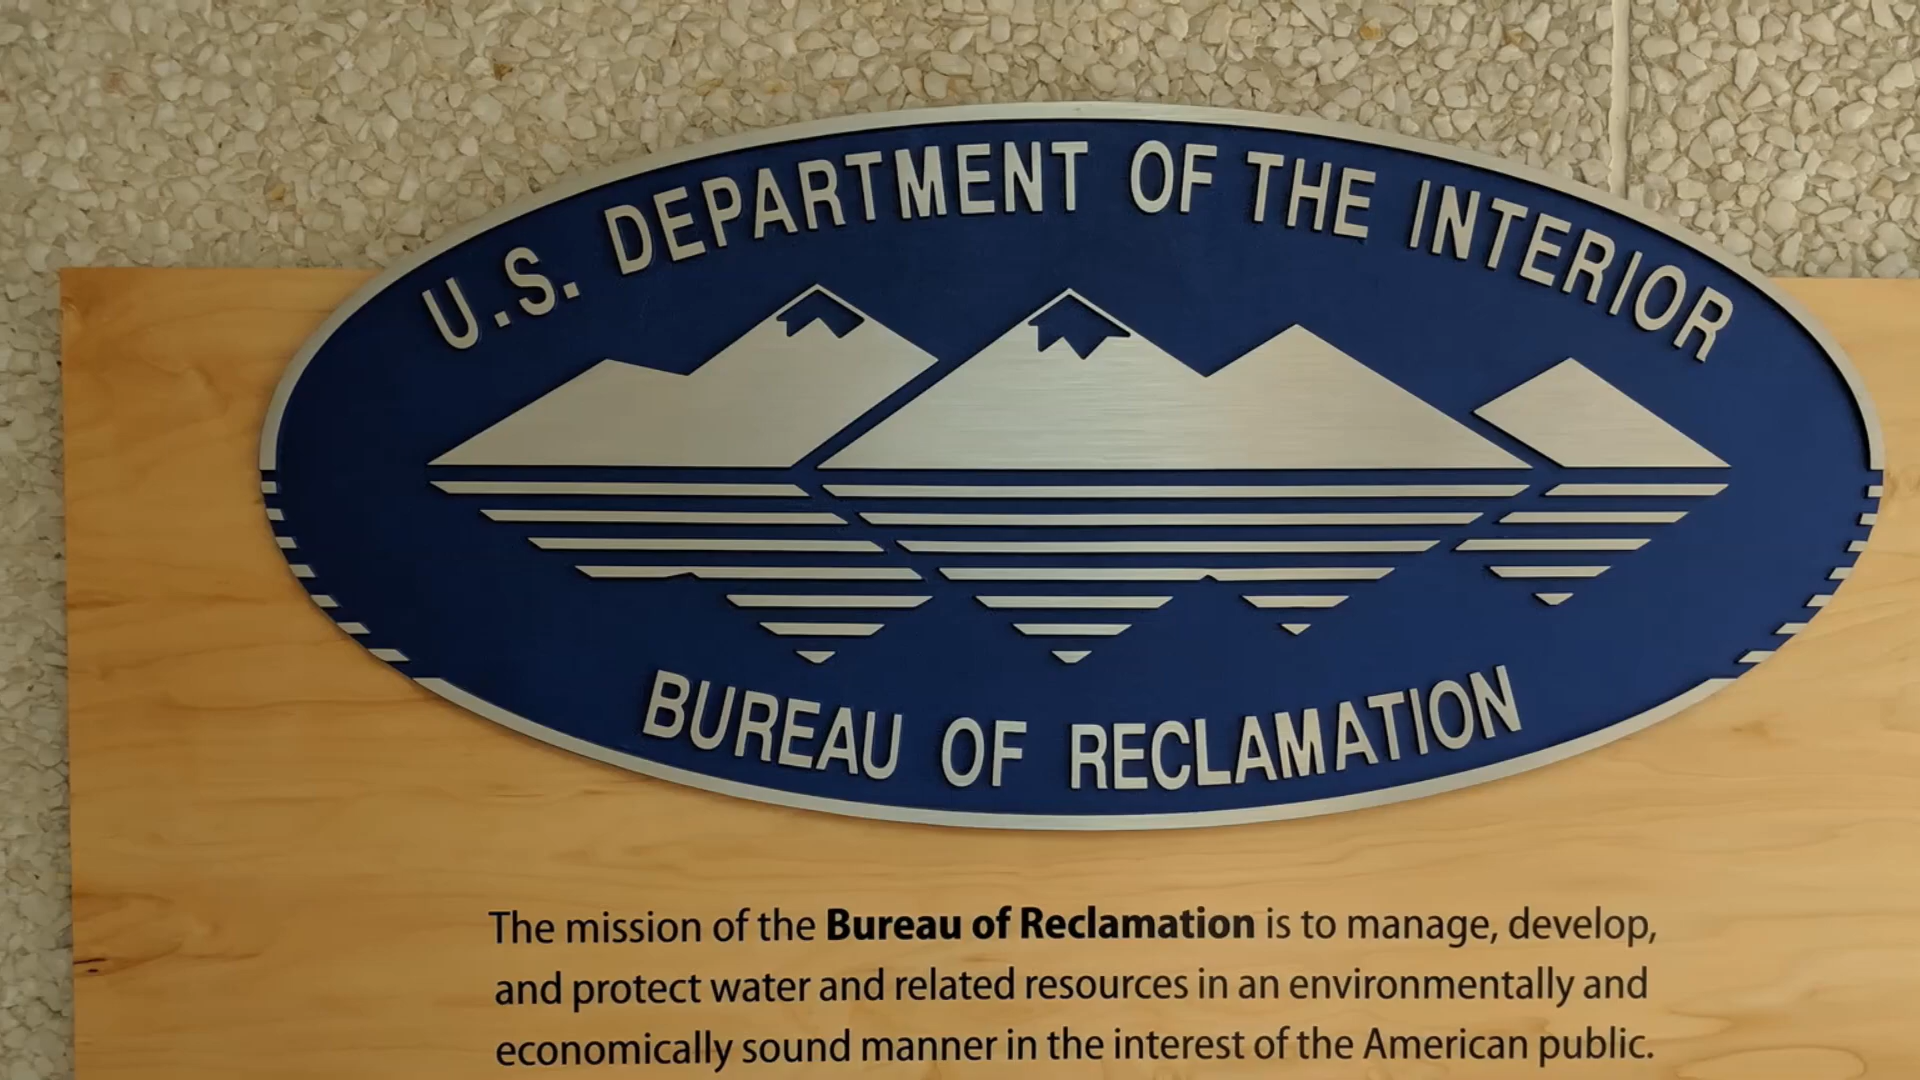 U.S. DEPARTMENT OF THE INTERIOR
BUREAU OF RECLAMATION
The mission of the Bureau of Reclamation is to manage, develop,
and protect water and related resources in an environmentally and
economically sound manner in the interest of the American public.